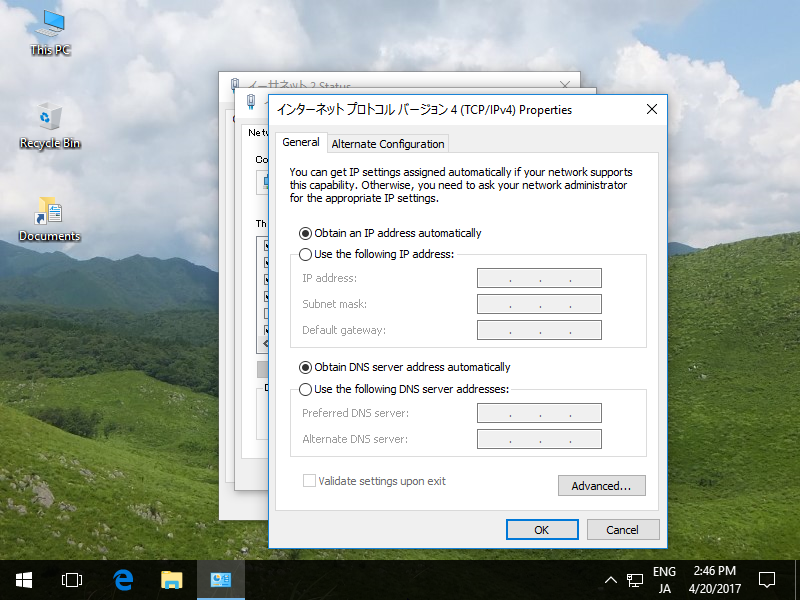 This PC
Recycle Bin
Documents
イーサネット 2 Status
インターネット プロトコル バージョン 4 (TCP/IPv4) Properties
General
Alternate Configuration
You can get IP settings assigned automatically if your network supports
this capability. Otherwise, you need to ask your network administrator
for the appropriate IP settings.
Obtain an IP address automatically
Use the following IP address:
IP address:
Subnet mask:
Default gateway:
Obtain DNS server address automatically
Use the following DNS server addresses:
Preferred DNS server:
Alternate DNS server:
Validate settings upon exit
Advanced...
OK
Cancel
ENG
JA
2:46 PM
4/20/2017